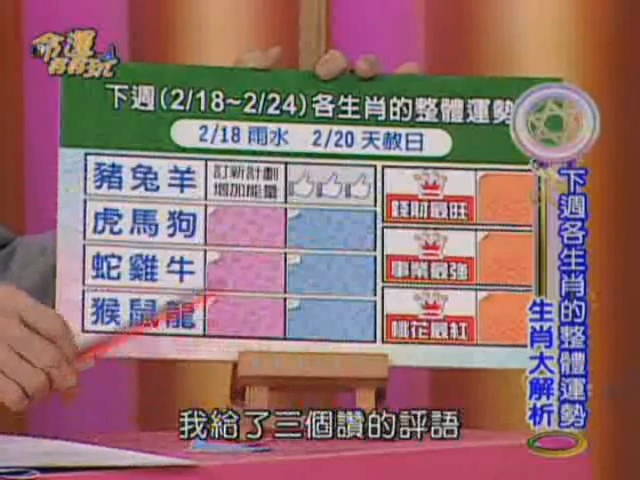 命運好好玩
下週(2/18~2/24)各生肖的整體運勢
2/18 雨水 2/20 天赦日
豬兔羊
訂新計劃
增加能量
虎馬狗
蛇雞牛
猴鼠龍
錢財最旺
事業最強
桃花最紅
下週各生肖的整體運勢
生肖大解析
我給了三個讚的評語